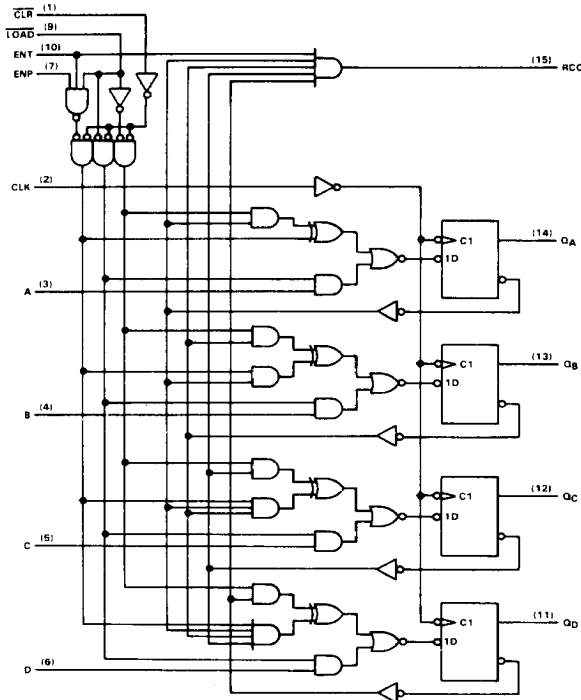 CLR (1)
LOAD (9)
ENT (10)
ENP (7)
(15) RCO
CLK (2)
C1
1D
(14) QA
A (3)
C1
1D
(13) QB
B (4)
C1
1D
(12) QC
C (5)
C1
1D
(11) QD
D (6)